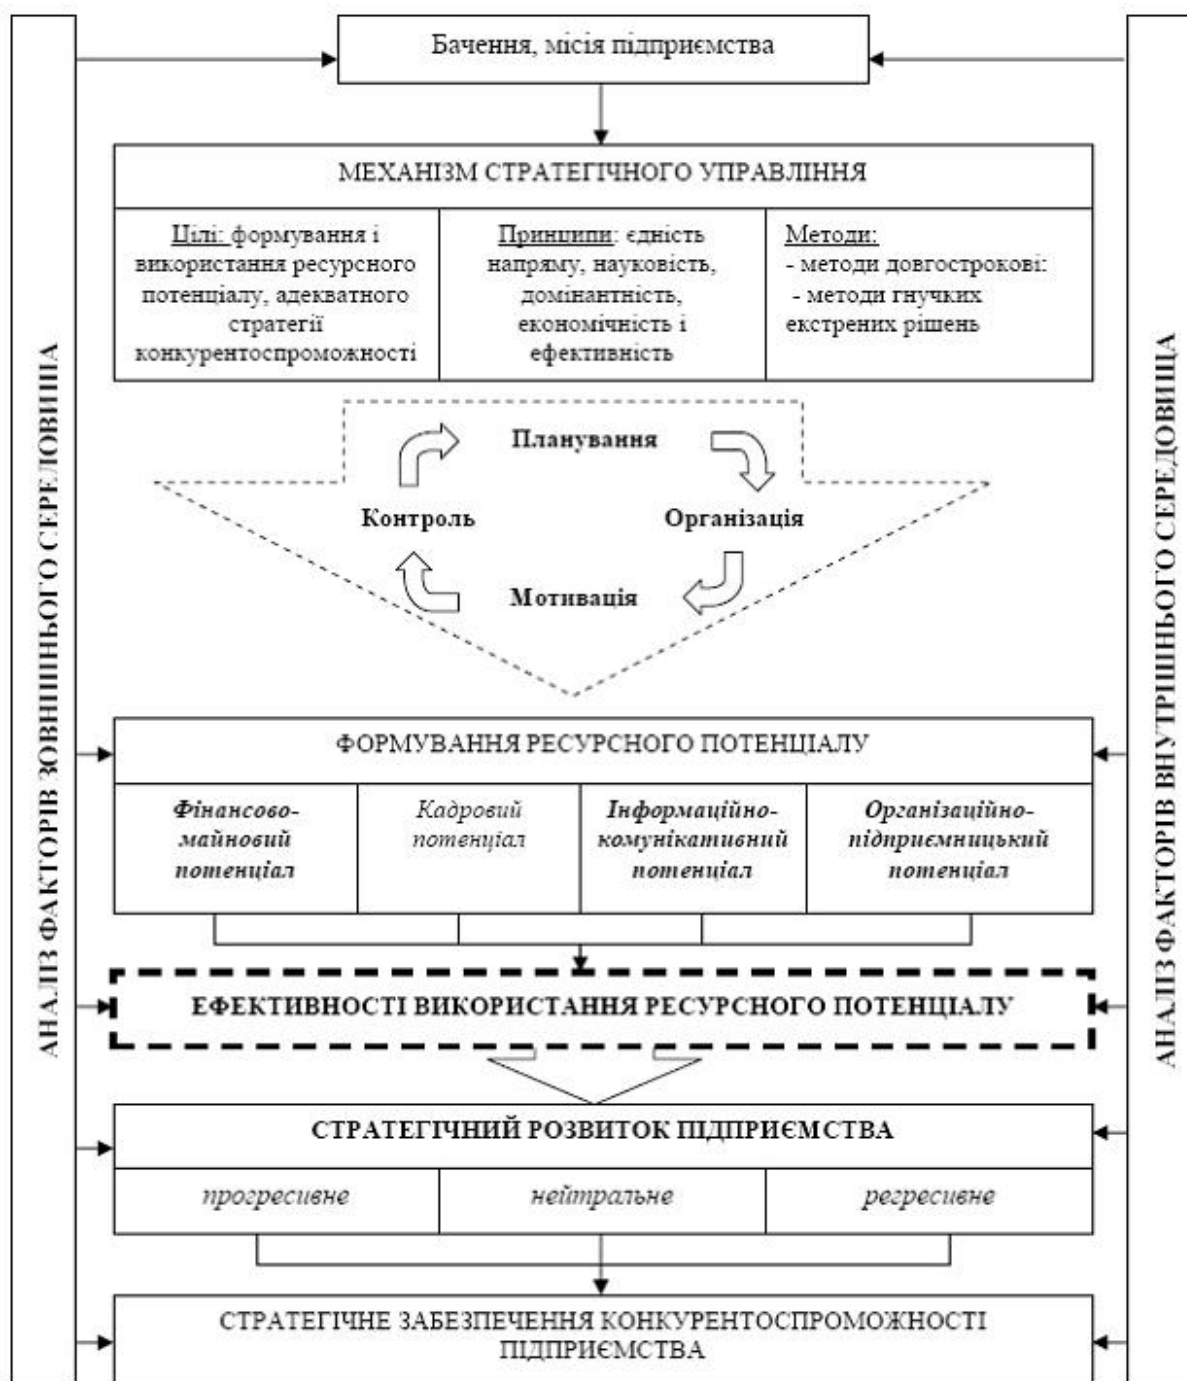 Бачення, місія підприємства
МЕХАНІЗМ СТРАТЕГІЧНОГО УПРАВЛІННЯ
Цілі: формування і
використання ресурсного
потенціалу, адекватного
стратегії
конкурентоспроможності
Принципи: єдність
напряму, науковість,
домінантність,
економічність і
ефективність
Методи:
- методи довгострокові:
- методи гнучких
екстрених рішень
Планування
Контроль
Організація
Мотивація
ФОРМУВАННЯ РЕСУРСНОГО ПОТЕНЦІАЛУ
Фінансово-
майновий
потенціал
Кадровий
потенціал
Інформаційно-
комунікативний
потенціал
Організаційно-
підприємницький
потенціал
ЕФЕКТИВНОСТІ ВИКОРИСТАННЯ РЕСУРСНОГО ПОТЕНЦІАЛУ
СТРАТЕГІЧНИЙ РОЗВИТОК ПІДПРИЄМСТВА
прогресивне
нейтральне
регресивне
СТРАТЕГІЧНЕ ЗАБЕЗПЕЧЕННЯ КОНКУРЕНТОСПРОМОЖНОСТІ
ПІДПРИЄМСТВА
АНАЛІЗ ФАКТОРІВ ЗОВНІШНЬОГО СЕРЕДОВИЩА
АНАЛІЗ ФАКТОРІВ ВНУТРІШНЬОГО СЕРЕДОВИЩА